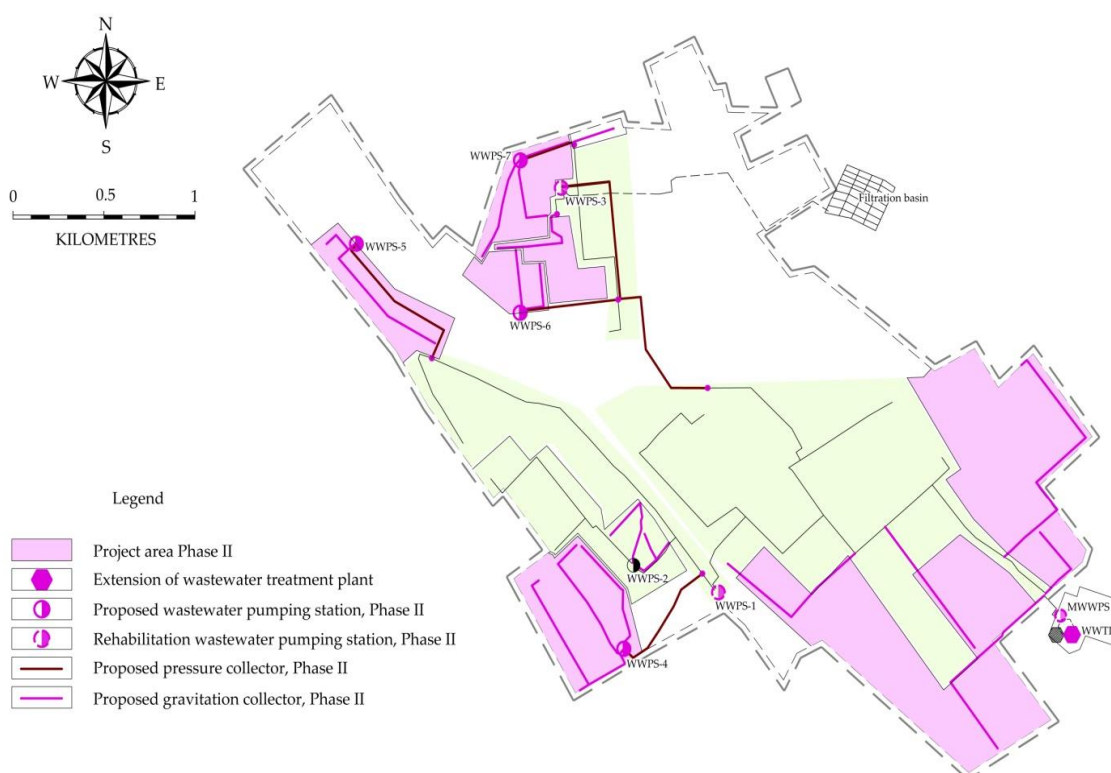 N
W E
S
0 0.5 1
KILOMETRES
WWPS-7
WWPS-3
Filtration basin
WWPS-5
WWPS-6
WWPS-2
WWPS-1
MWWPS
WWTP
WWPS-4
Legend
Project area Phase II
Extension of wastewater treatment plant
Proposed wastewater pumping station, Phase II
Rehabilitation wastewater pumping station, Phase II
Proposed pressure collector, Phase II
Proposed gravitation collector, Phase II